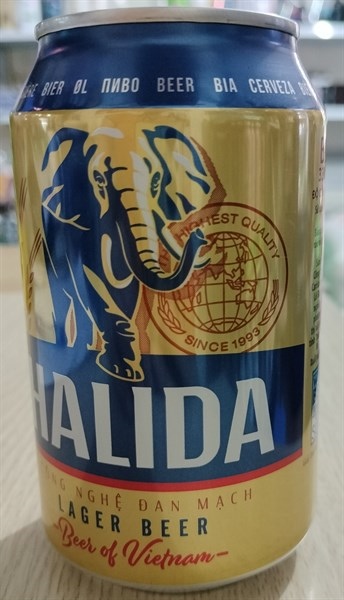 BIER ØL ПИВО BEER BIA CERVEZA
HIGHEST QUALITY
SINCE 1993
HALIDA
NGHỆ ĐAN MẠCH
LAGER BEER
Beer of Vietnam